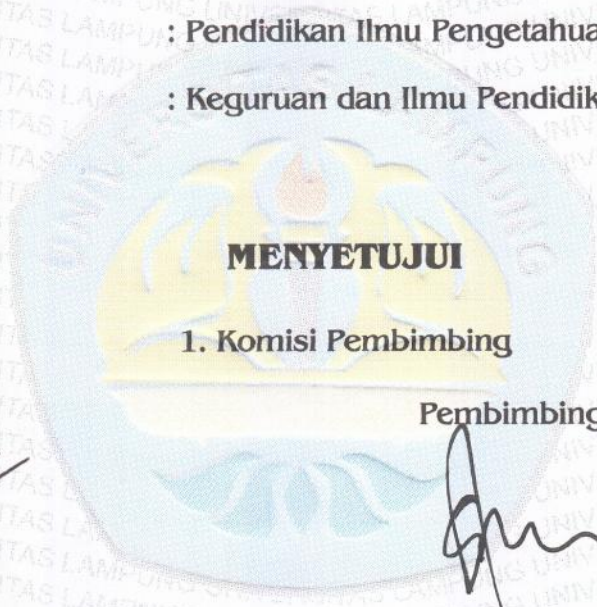 : Pendidikan Ilmu Pengetahua
: Keguruan dan Ilmu Pendidik
MENYETUJUI
1. Komisi Pembimbing
Pembimbing